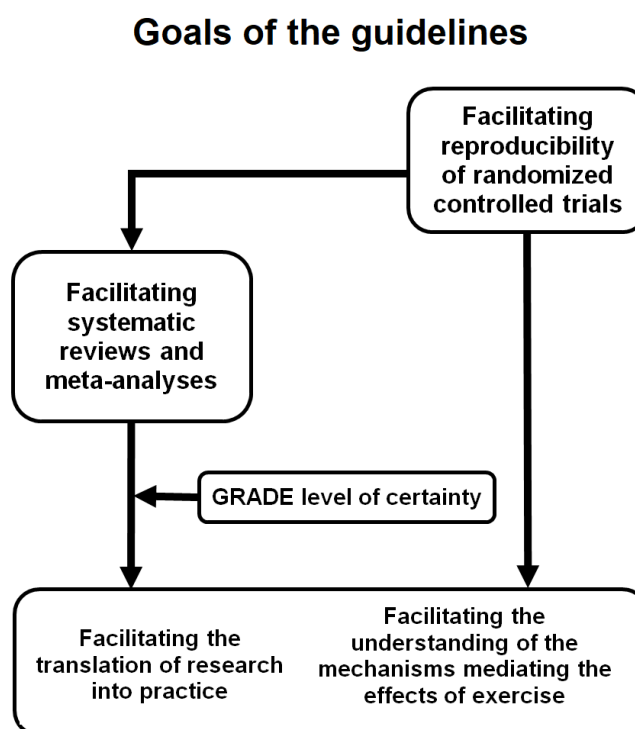 Goals of the guidelines
Facilitating
reproducibility
of randomized
controlled trials
Facilitating
systematic
reviews and
meta-analyses
GRADE level of certainty
Facilitating the
translation of research
into practice
Facilitating the
understanding of the
mechanisms mediating the
effects of exercise